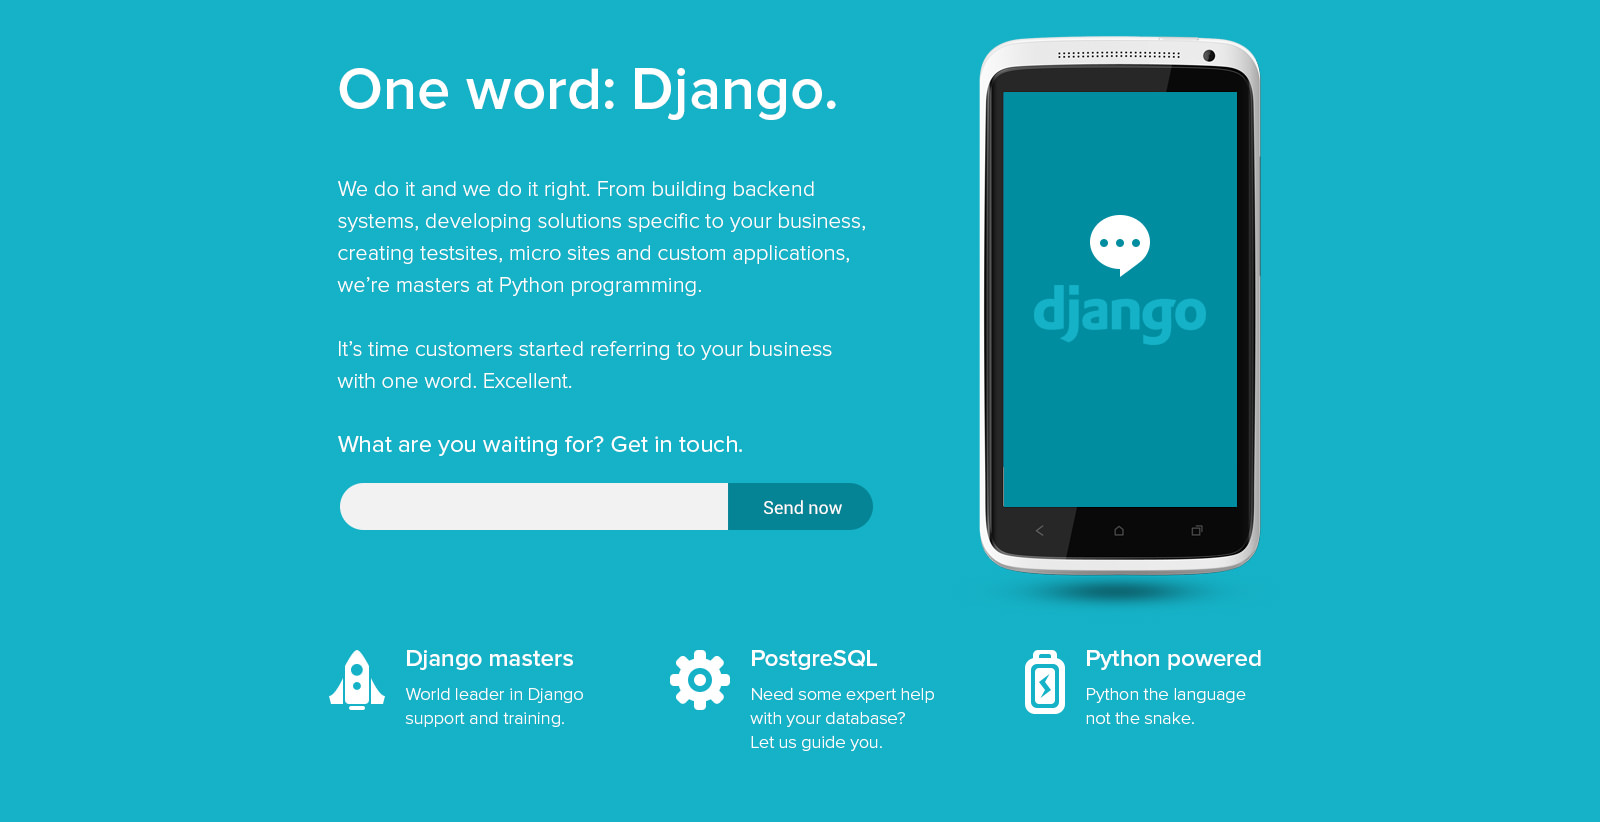 One word: Django.
We do it and we do it right. From building backend
systems, developing solutions specific to your business,
creating testsites, micro sites and custom applications,
we’re masters at Python programming.
It’s time customers started referring to your business
with one word. Excellent.
What are you waiting for? Get in touch.
Send now
django
Django masters
World leader in Django
support and training.
PostgreSQL
Need some expert help
with your database?
Let us guide you.
Python powered
Python the language
not the snake.